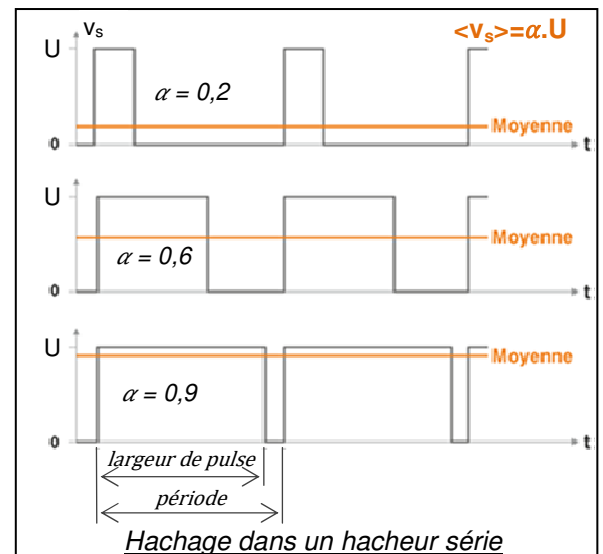 U vₛ <vₛ>=α.U
α = 0,2
Moyenne
0 t
U
Moyenne
α = 0,6
0 t
U
Moyenne
α = 0,9
0 t
largeur de pulse
période
Hachage dans un hacheur série